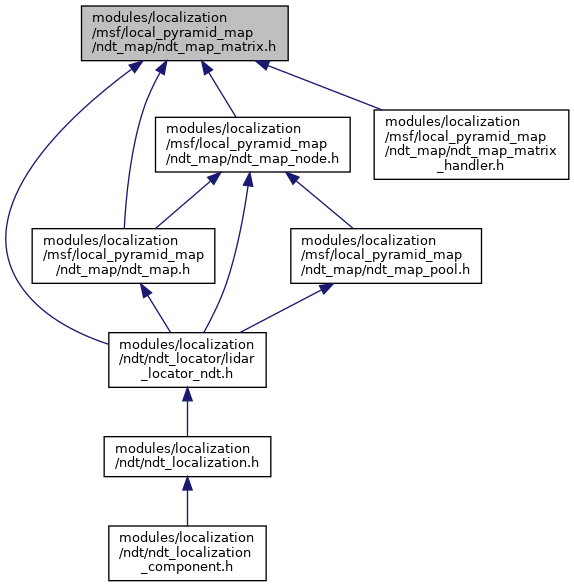 modules/localization
/msf/local_pyramid_map
/ndt_map/ndt_map_matrix.h
modules/localization
/msf/local_pyramid_map
/ndt_map/ndt_map_node.h
modules/localization
/msf/local_pyramid_map
/ndt_map/ndt_map_matrix
_handler.h
modules/localization
/msf/local_pyramid_map
/ndt_map/ndt_map.h
modules/localization
/msf/local_pyramid_map
/ndt_map/ndt_map_pool.h
modules/localization
/ndt/ndt_locator/lidar
_locator_ndt.h
modules/localization
/ndt/ndt_localization.h
modules/localization
/ndt/ndt_localization
_component.h